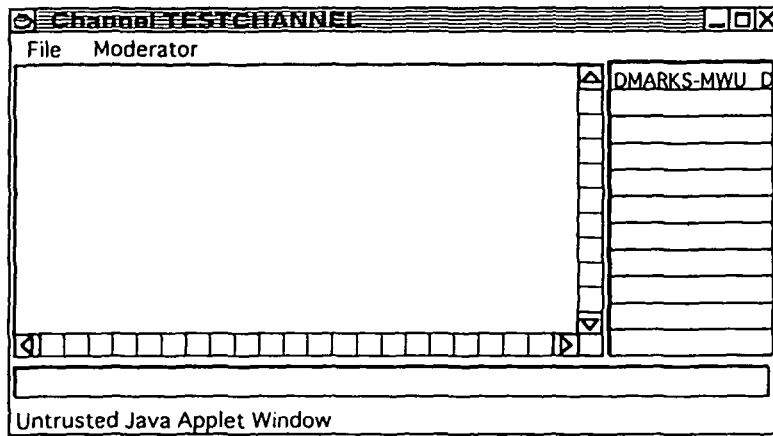 Channel TESTCHANNEL
File Moderator
DMARKS-MWU D
Untrusted Java Applet Window